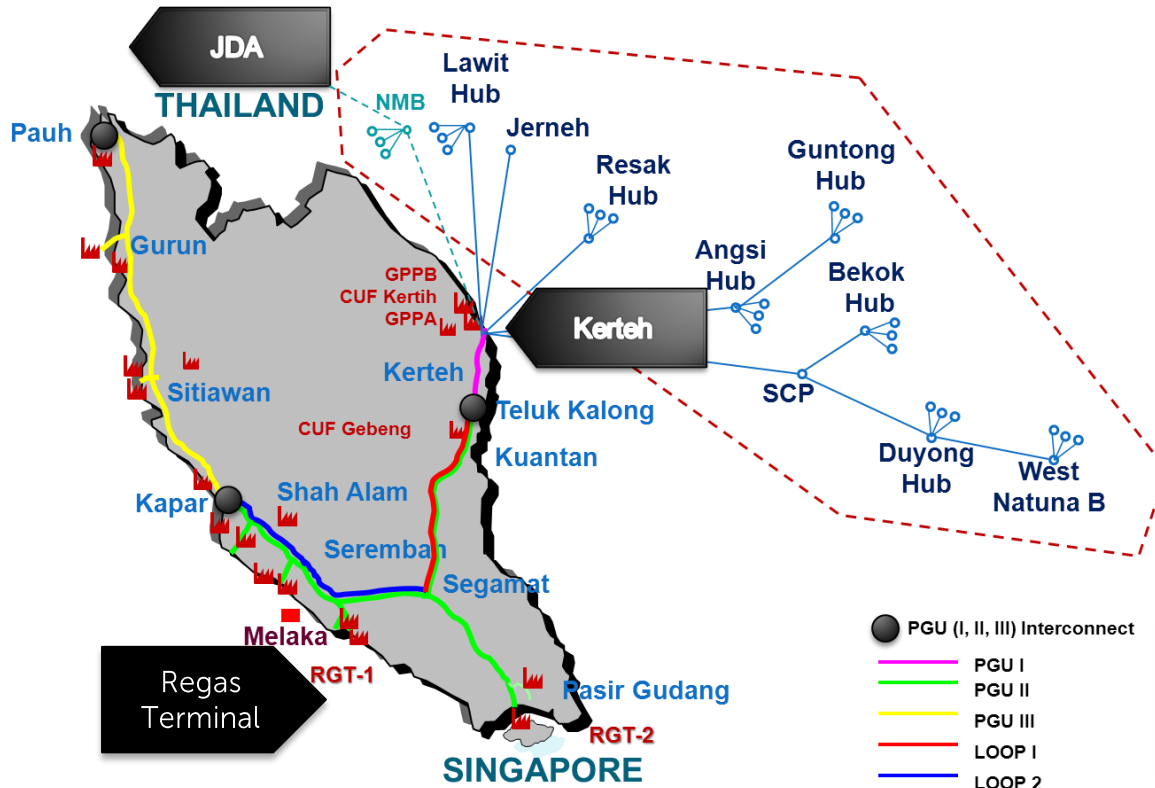 JDA
THAILAND
Pauh
NMB
Lawit
Hub
Jerneh
Resak
Hub
Guntong
Hub
Angsi
Hub
Bekok
Hub
Gurun
GPPB
CUF Kertih
GPPA
Kerteh
Kerteh
SCP
Sitiawan
Teluk Kalong
CUF Gebeng
Kuantan
Duyong
Hub
West
Natuna B
Kapar
Shah Alam
Seremban
Segamat
Melaka
RGT-1
Regas
Terminal
Pasir Gudang
RGT-2
SINGAPORE
PGU (I, II, III) Interconnect
PGU I
PGU II
PGU III
LOOP I
LOOP 2